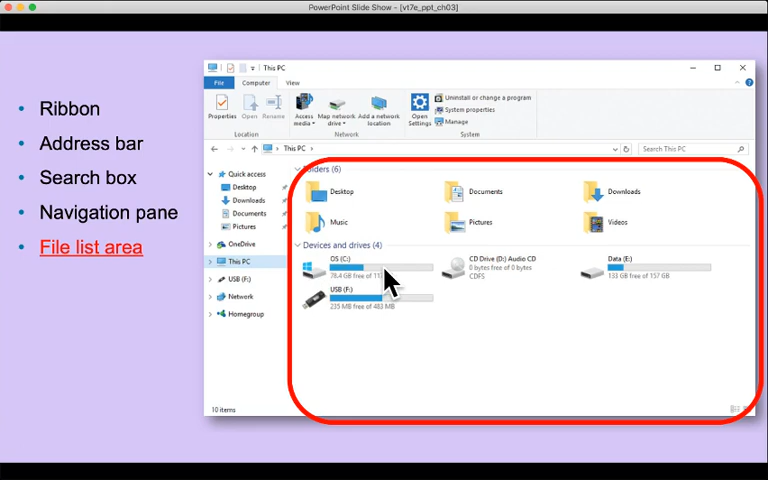 PowerPoint Slide Show - [vt7e_ppt_ch03]
Ribbon
Address bar
Search box
Navigation pane
File list area
This PC
File Computer View
Properties Open Rename
Location
Access media Map network drive Add a network location
Network
Open Settings
Uninstall or change a program
System properties
Manage
System
This PC
Search This PC
Quick access
Desktop
Downloads
Documents
Pictures
OneDrive
This PC
USB (F:)
Network
Homegroup
Folders (6)
Desktop Documents Downloads
Music Pictures Videos
Devices and drives (4)
OS (C:)
78.4 GB free of
CD Drive (D:) Audio CD
0 bytes free of 0 bytes
CDFS
Data (E:)
133 GB free of 157 GB
USB (F:)
235 MB free of 483 MB
10 items